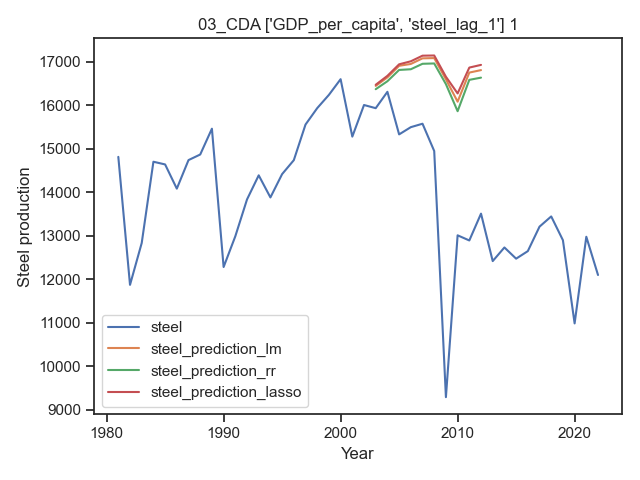 03_CDA ['GDP_per_capita', 'steel_lag_1'] 1
17000
16000
15000
14000
13000
12000
11000
10000
9000
Steel production
steel
steel_prediction_lm
steel_prediction_rr
steel_prediction_lasso
1980
1990
2000
2010
2020
Year